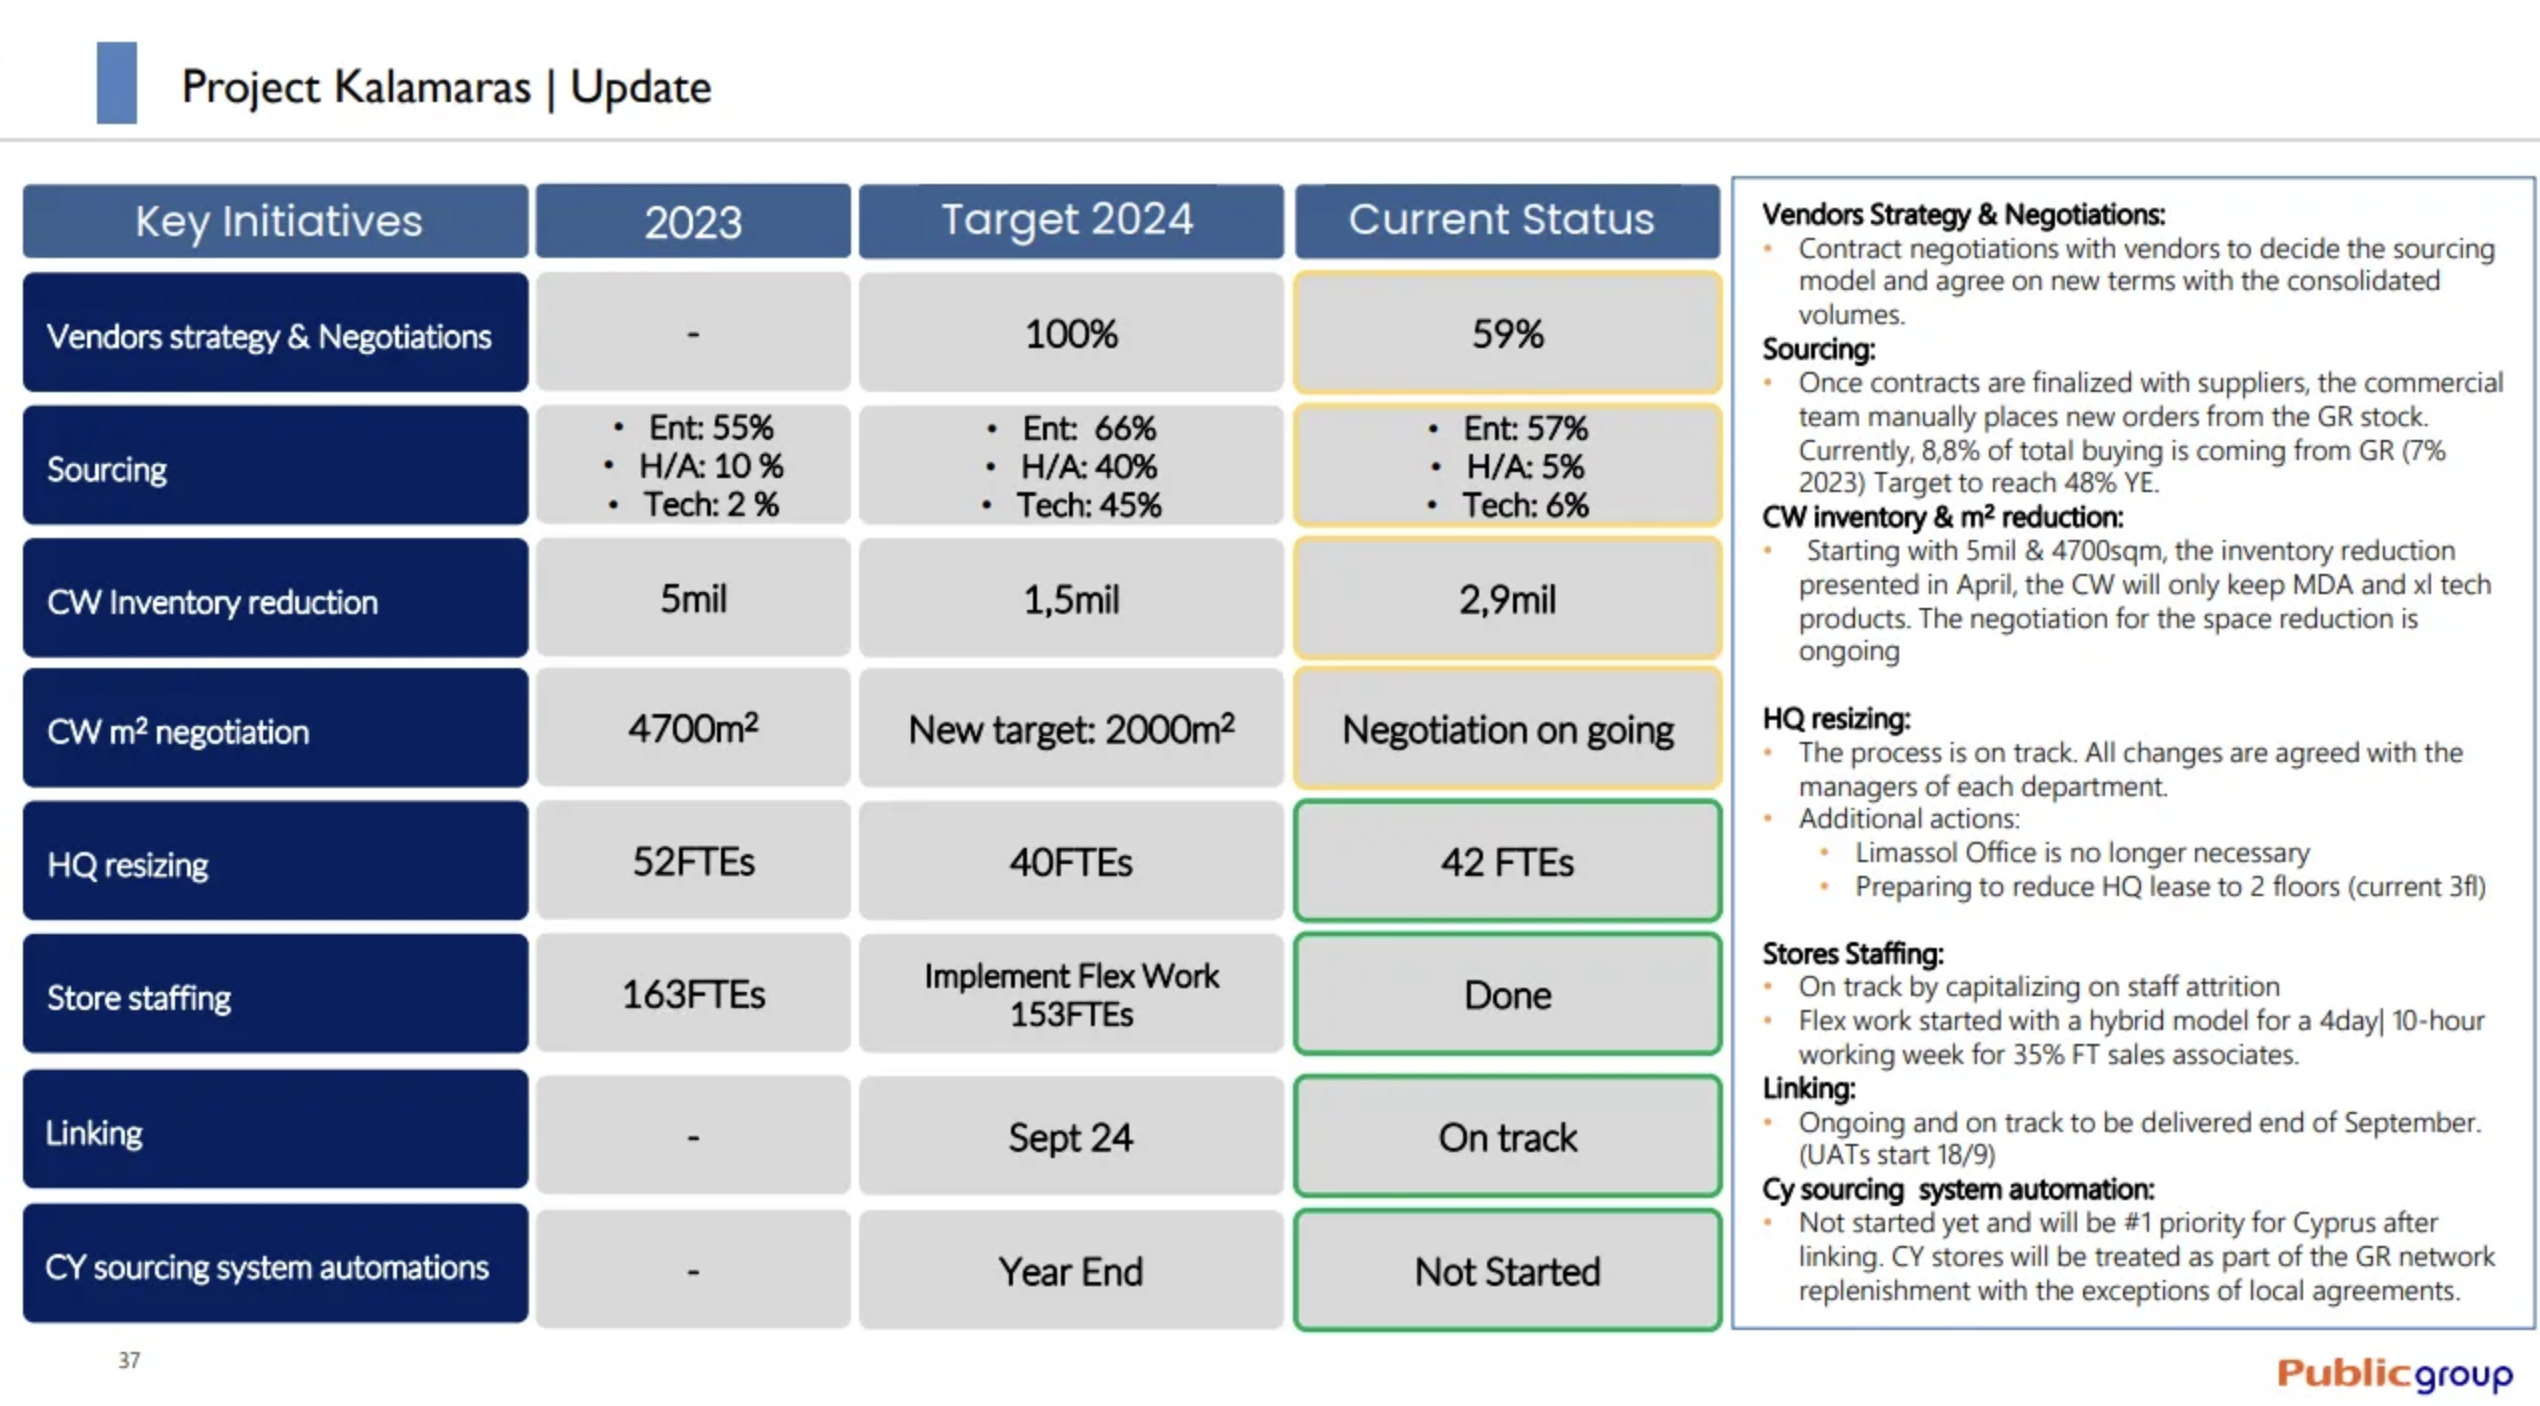 Project Kalamaras | Update
Key Initiatives
2023
Target 2024
Current Status
Vendors strategy & Negotiations
-
100%
59%
Sourcing
• Ent: 55%
• H/A: 10 %
• Tech: 2 %
• Ent:  66%
• H/A: 40%
• Tech: 45%
• Ent: 57%
• H/A: 5%
• Tech: 6%
CW Inventory reduction
5mil
1,5mil
2,9mil
CW m² negotiation
4700m²
New target: 2000m²
Negotiation on going
HQ resizing
52FTEs
40FTEs
42 FTEs
Store staffing
163FTEs
Implement Flex Work
153FTEs
Done
Linking
-
Sept 24
On track
CY sourcing system automations
-
Year End
Not Started
Vendors Strategy & Negotiations:
• Contract negotiations with vendors to decide the sourcing
model and agree on new terms with the consolidated
volumes.
Sourcing:
• Once contracts are finalized with suppliers, the commercial
team manually places new orders from the GR stock.
Currently, 8,8% of total buying is coming from GR (7%
2023) Target to reach 48% YE.
CW inventory & m² reduction:
• Starting with 5mil & 4700sqm, the inventory reduction
presented in April, the CW will only keep MDA and xl tech
products. The negotiation for the space reduction is
ongoing
HQ resizing:
• The process is on track. All changes are agreed with the
managers of each department.
• Additional actions:
• Limassol Office is no longer necessary
• Preparing to reduce HQ lease to 2 floors (current 3fl)
Stores Staffing:
• On track by capitalizing on staff attrition
• Flex work started with a hybrid model for a 4day| 10-hour
working week for 35% FT sales associates.
Linking:
• Ongoing and on track to be delivered end of September.
(UATs start 18/9)
Cy sourcing  system automation:
• Not started yet and will be #1 priority for Cyprus after
linking. CY stores will be treated as part of the GR network
replenishment with the exceptions of local agreements.
37
Publicgroup